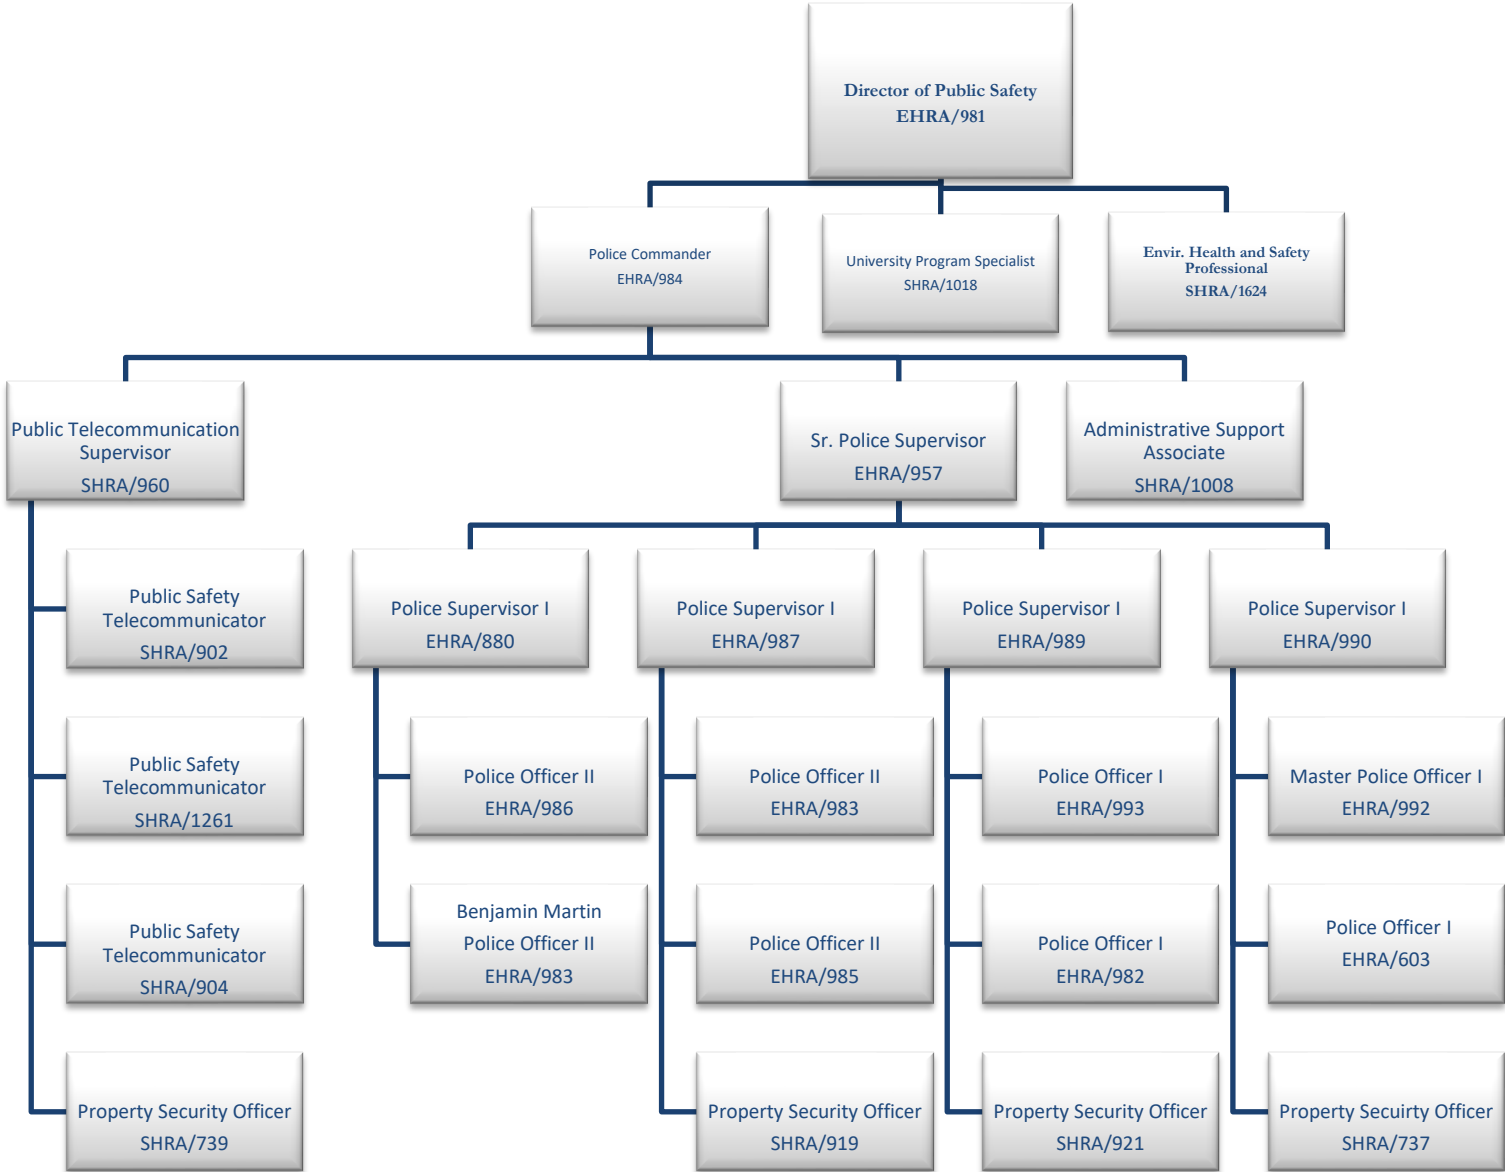 Director of Public Safety
EHRA/981
Police Commander
EHRA/984
University Program Specialist
SHRA/1018
Envir. Health and Safety
Professional
SHRA/1624
Public Telecommunication
Supervisor
SHRA/960
Sr. Police Supervisor
EHRA/957
Administrative Support
Associate
SHRA/1008
Public Safety
Telecommunicator
SHRA/902
Police Supervisor I
EHRA/880
Police Supervisor I
EHRA/987
Police Supervisor I
EHRA/989
Police Supervisor I
EHRA/990
Public Safety
Telecommunicator
SHRA/1261
Police Officer II
EHRA/986
Police Officer II
EHRA/983
Police Officer I
EHRA/993
Master Police Officer I
EHRA/992
Public Safety
Telecommunicator
SHRA/904
Benjamin Martin
Police Officer II
EHRA/983
Police Officer II
EHRA/985
Police Officer I
EHRA/982
Police Officer I
EHRA/603
Property Security Officer
SHRA/739
Property Security Officer
SHRA/919
Property Security Officer
SHRA/921
Property Secuirty Officer
SHRA/737